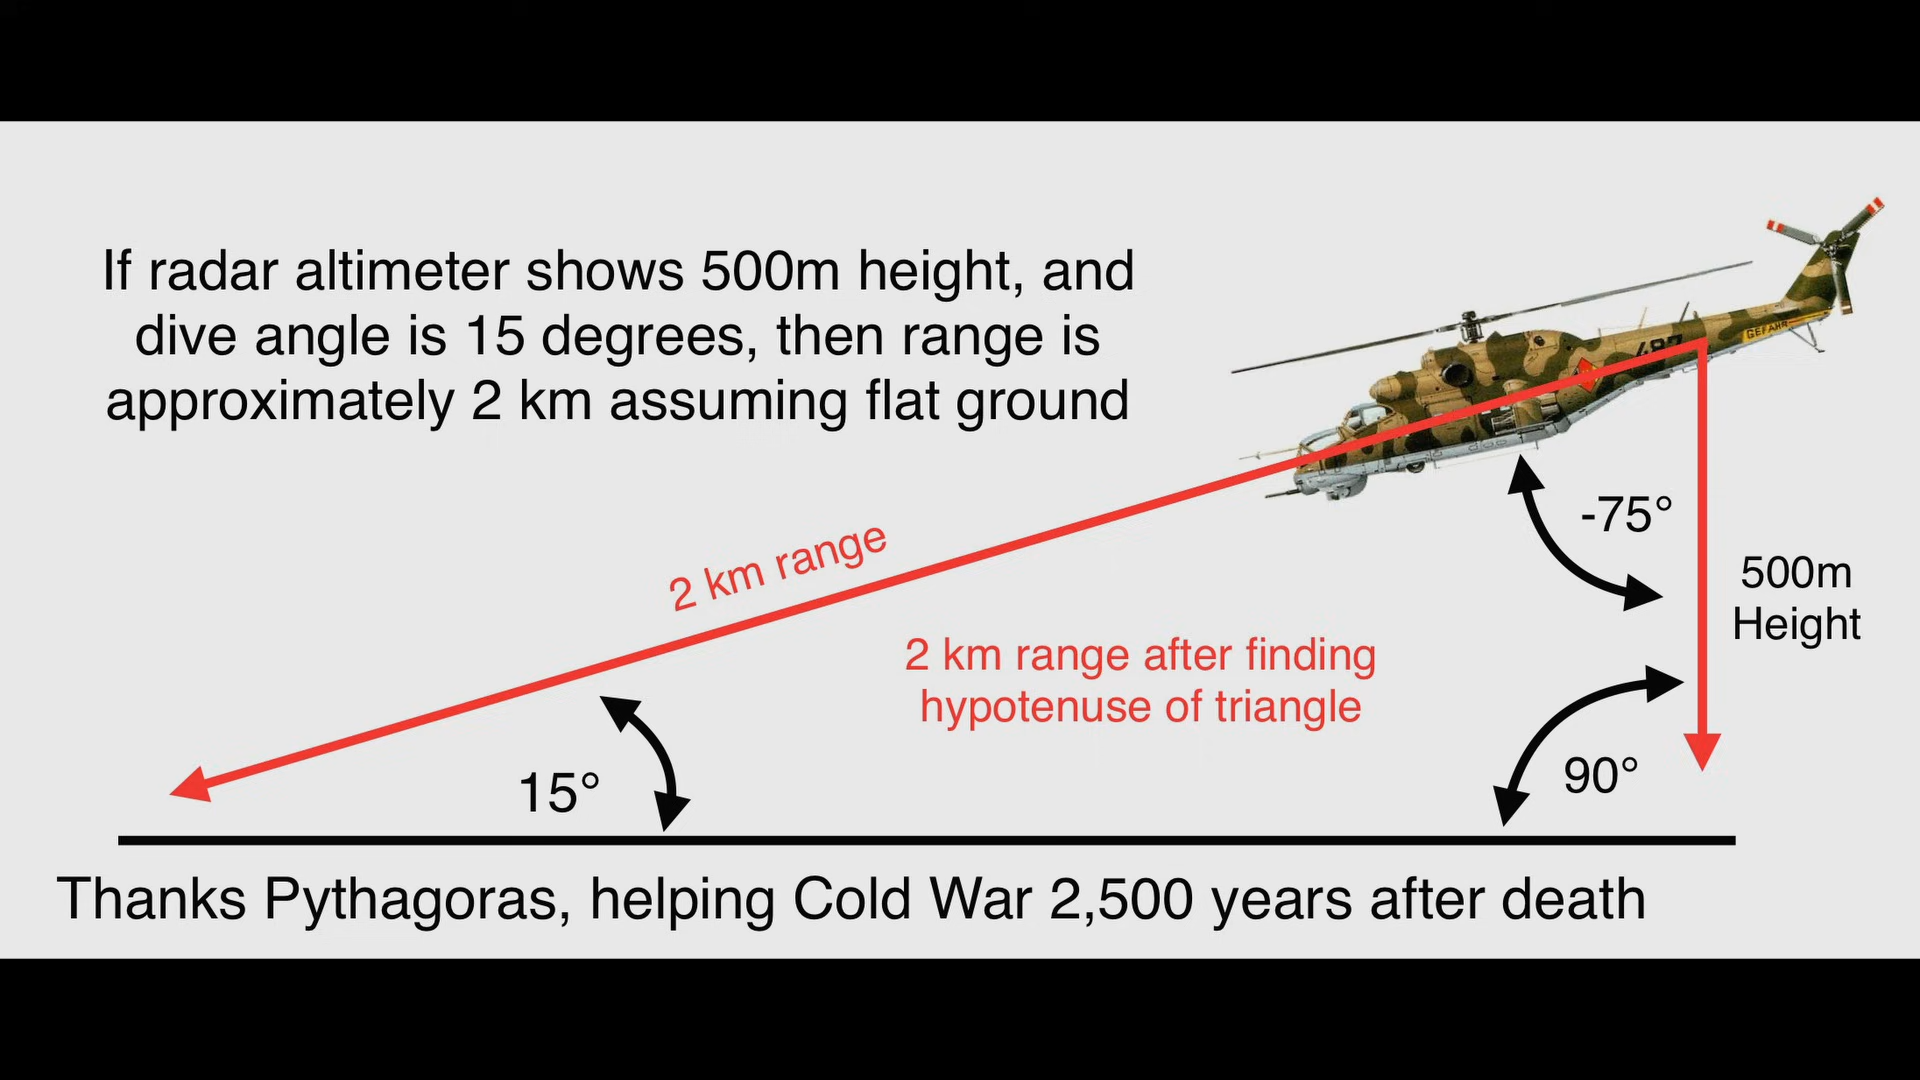 If radar altimeter shows 500m height, and
dive angle is 15 degrees, then range is
approximately 2 km assuming flat ground
GEFAHR
2 km range
-75°
500m
Height
2 km range after finding
hypotenuse of triangle
15°
90°
Thanks Pythagoras, helping Cold War 2,500 years after death